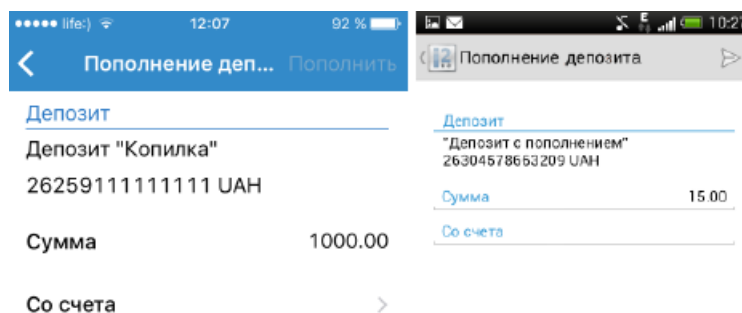 life:) 12:07 92 %
Пополнение деп... Пополнить
Депозит
Депозит "Копилка"
26259111111111 UAH
Сумма 1000.00
Со счета
E 10:27
Пополнение депозита
Депозит
"Депозит с пополнением"
26304578653209 UAH
Сумма 15.00
Со счета